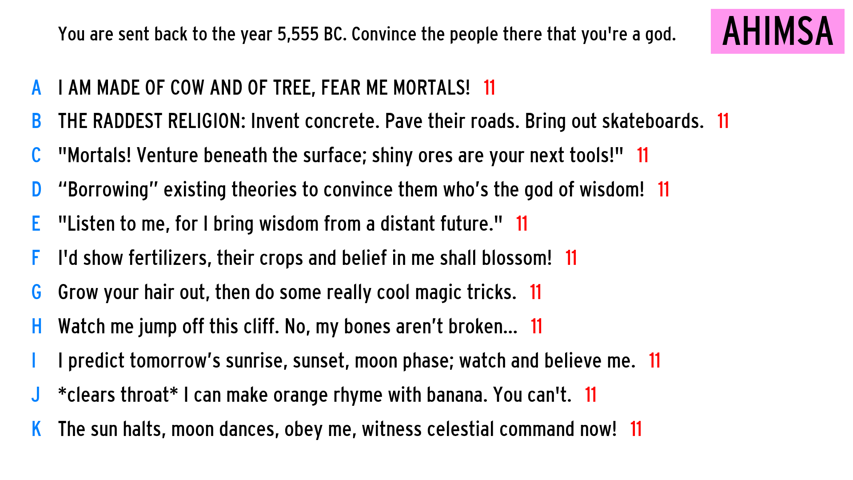 You are sent back to the year 5,555 BC. Convince the people there that you're a god.
AHIMSA
A I AM MADE OF COW AND OF TREE, FEAR ME MORTALS! 11
B THE RADDEST RELIGION: Invent concrete. Pave their roads. Bring out skateboards. 11
C "Mortals! Venture beneath the surface; shiny ores are your next tools!" 11
D “Borrowing” existing theories to convince them who’s the god of wisdom! 11
E "Listen to me, for I bring wisdom from a distant future." 11
F I'd show fertilizers, their crops and belief in me shall blossom! 11
G Grow your hair out, then do some really cool magic tricks. 11
H Watch me jump off this cliff. No, my bones aren’t broken... 11
I I predict tomorrow’s sunrise, sunset, moon phase; watch and believe me. 11
J *clears throat* I can make orange rhyme with banana. You can't. 11
K The sun halts, moon dances, obey me, witness celestial command now! 11